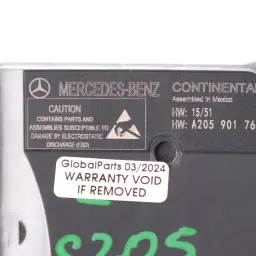 MERCEDES-BENZ
CONTINENTAL
Assembled in Mexico
CAUTION
CONTAINS PARTS AND
ASSEMBLIES SUSCEPTIBLE TO
DAMAGE BY ELECTROSTATIC
DISCHARGE (ESD)
HW: 15/51
HW: A205 901 76
GlobalParts 03/2024
WARRANTY VOID
IF REMOVED
S205